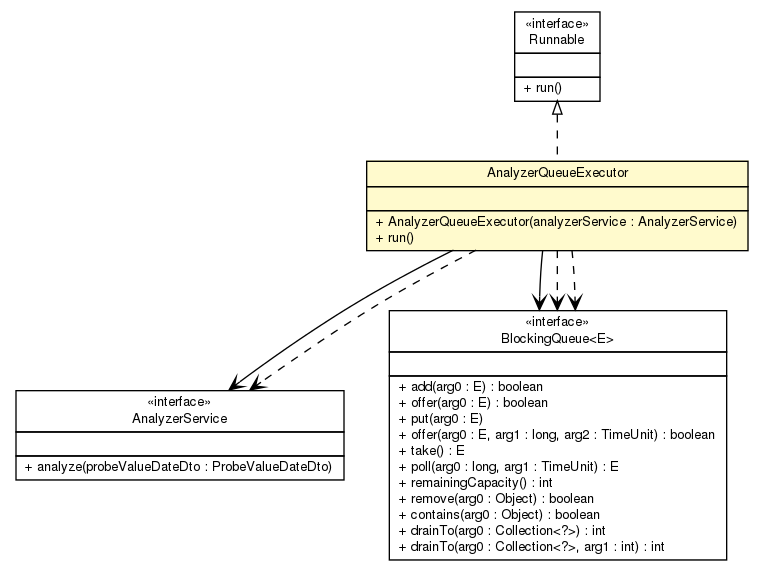 «interface»
Runnable
+ run()
AnalyzerQueueExecutor
+ AnalyzerQueueExecutor(analyzerService : AnalyzerService)
+ run()
«interface»
AnalyzerService
+ analyze(probeValueDateDto : ProbeValueDateDto)
«interface»
BlockingQueue<E>
+ add(arg0 : E) : boolean
+ offer(arg0 : E) : boolean
+ put(arg0 : E)
+ offer(arg0 : E, arg1 : long, arg2 : TimeUnit) : boolean
+ take() : E
+ poll(arg0 : long, arg1 : TimeUnit) : E
+ remainingCapacity() : int
+ remove(arg0 : Object) : boolean
+ contains(arg0 : Object) : boolean
+ drainTo(arg0 : Collection<?>) : int
+ drainTo(arg0 : Collection<?>, arg1 : int) : int